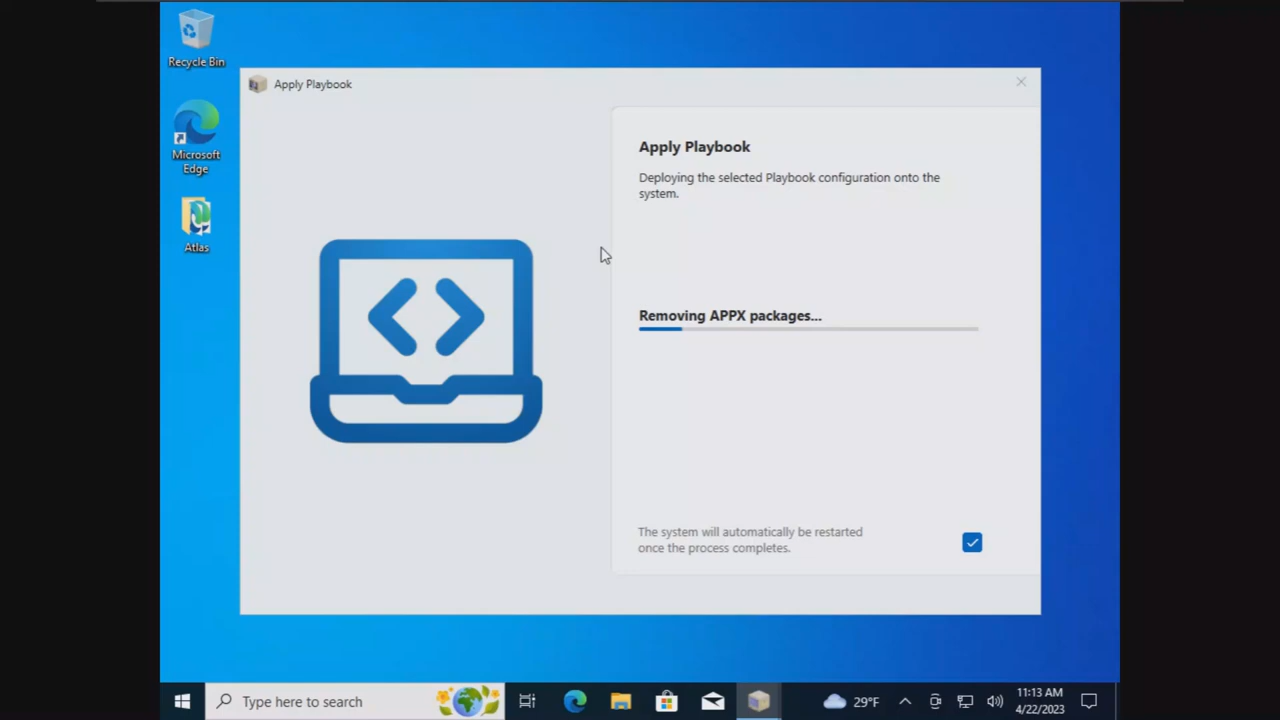 Recycle Bin
Microsoft
Edge
Atlas
Apply Playbook
Apply Playbook
Deploying the selected Playbook configuration onto the
system.
Removing APPX packages...
The system will automatically be restarted
once the process completes.
Type here to search
29°F
11:13 AM
4/22/2023